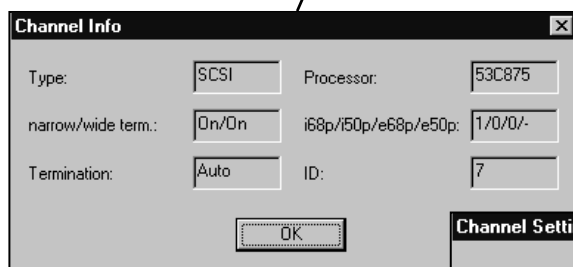 Channel Info
Type: SCSI Processor: 53C875
narrow/wide term.: On/On i68p/i50p/e68p/e50p: 1/0/0/-
Termination: Auto ID: 7
OK
Channel Setti